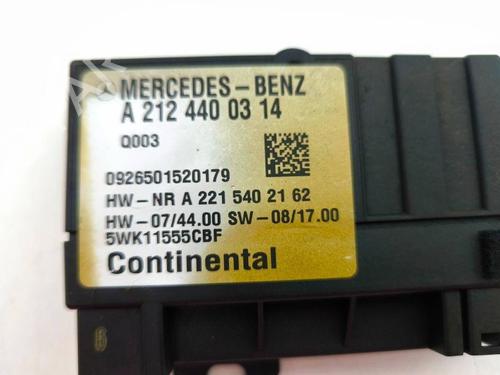 MERCEDES-BENZ
A 212 440 03 14
Q003
0926501520179
HW-NR A 221 540 21 62
HW-07/44.00 SW-08/17.00
5WK11555CBF
Continental